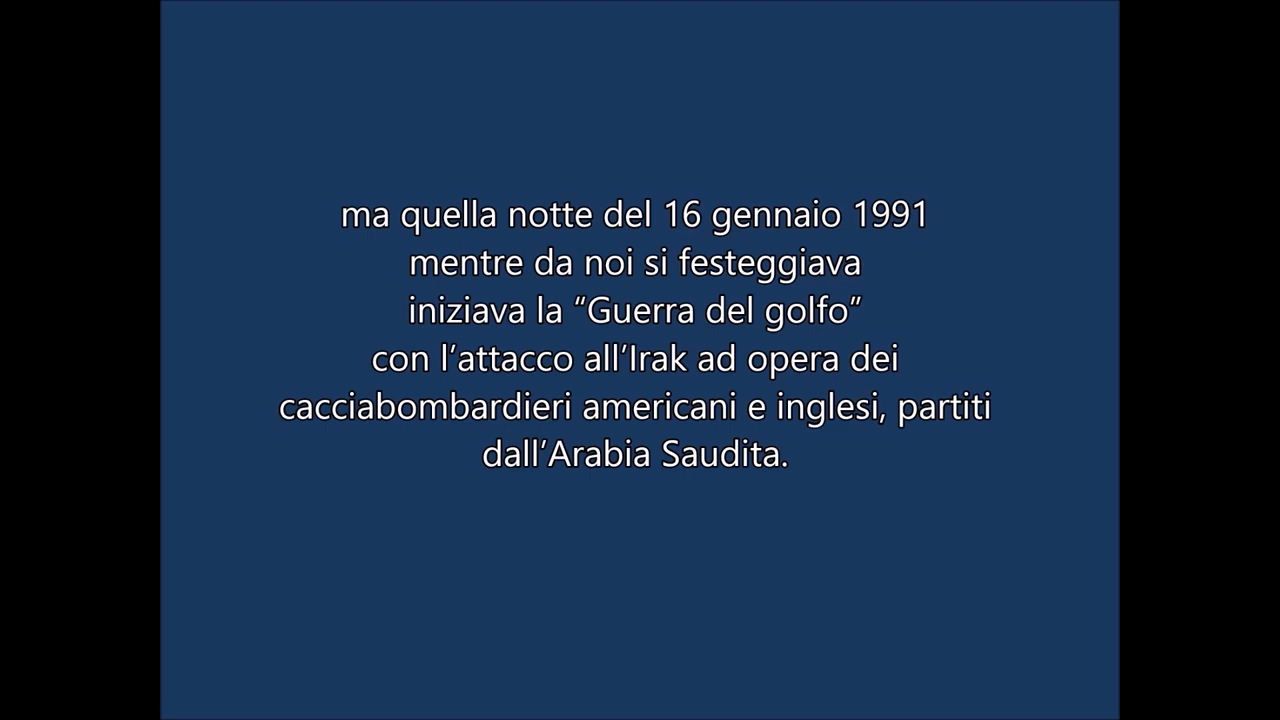 ma quella notte del 16 gennaio 1991
mentre da noi si festeggiava
iniziava la “Guerra del golfo”
con l’attacco all’Irak ad opera dei
cacciabombardieri americani e inglesi, partiti
dall’Arabia Saudita.